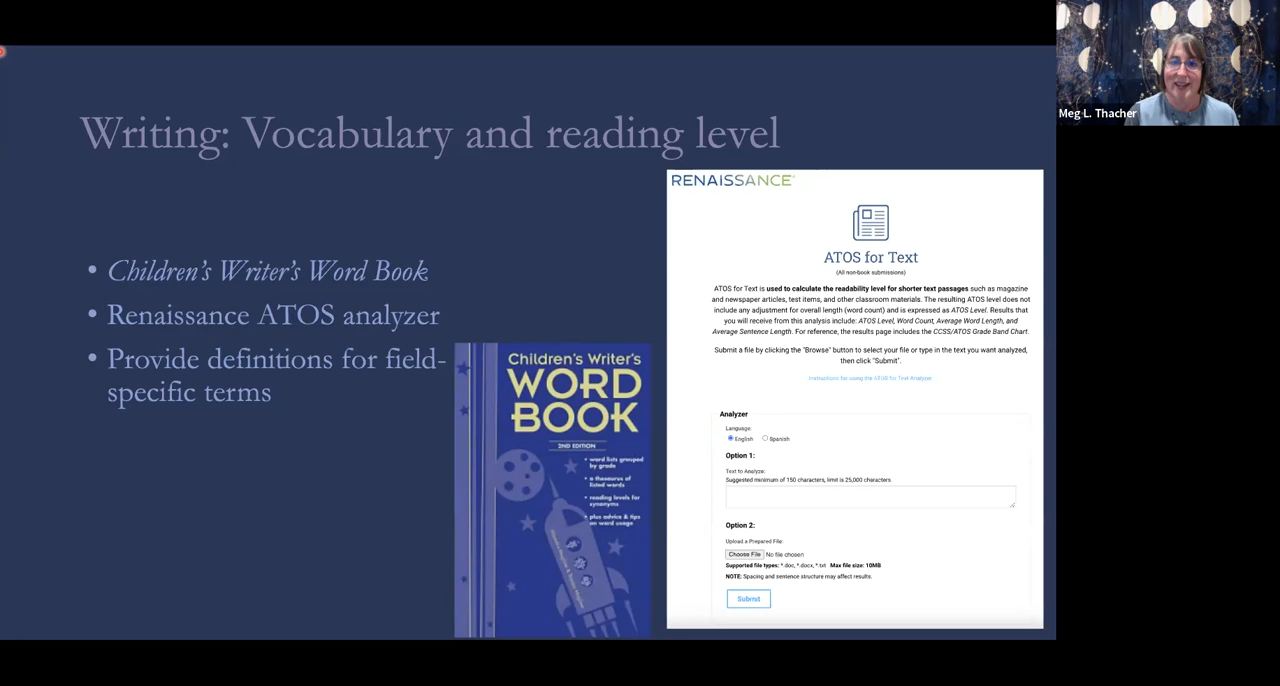 Writing: Vocabulary and reading level
• Children's Writer's Word Book
• Renaissance ATOS analyzer
• Provide definitions for field-
specific terms
Children's Writer's
WORD
BOOK
2ND EDITION
• word lists grouped
by grade
• a thesaurus of
listed words
• reading levels for
synonyms
• plus advice & tips
on word usage
RENAISSANCE
ATOS for Text
(All non-book submissions)
ATOS for Text is used to calculate the readability level for shorter text passages such as magazine
and newspaper articles, test items, and other classroom materials. The resulting ATOS level does not
include any adjustment for overall length (word count) and is expressed as ATOS Level. Results that
you will receive from this analysis include: ATOS Level, Word Count, Average Word Length, and
Average Sentence Length. For reference, the results page includes the CCSS/ATOS Grade Band Chart.
Submit a file by clicking the "Browse" button to select your file or type in the text you want analyzed,
then click "Submit".
Instructions for using the ATOS for Text Analyzer.
Analyzer
Language:
English Spanish
Option 1:
Text to Analyze:
Suggested minimum of 150 characters, limit is 25,000 characters.
Option 2:
Upload a Prepared File:
Choose File No file chosen
Supported file types: *.doc, *.docx, *.txt Max file size: 10MB
NOTE: Spacing and sentence structure may affect results.
Submit
Meg L. Thacher